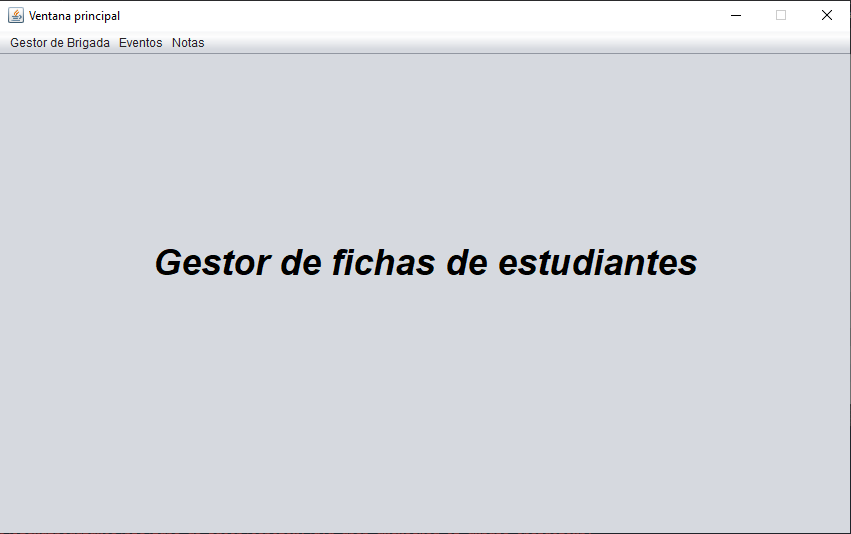 Ventana principal
Gestor de Brigada Eventos Notas
Gestor de fichas de estudiantes